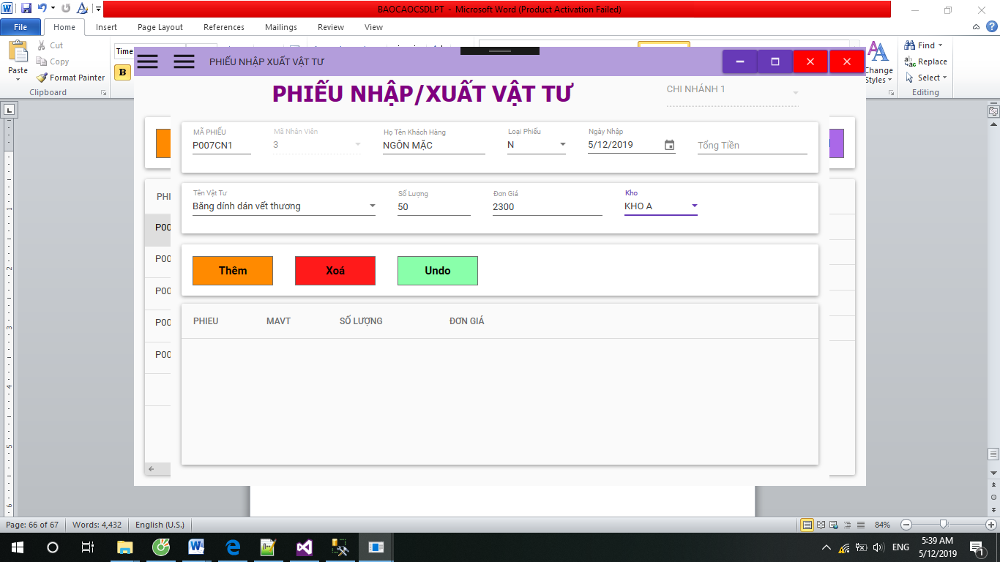 BAOCAOCSDLPT - Microsoft Word (Product Activation Failed)
File Home Insert Page Layout References Mailings Review View
Paste
Cut
Copy
Format Painter
Clipboard
Time
B
Change
Styles
Find
Replace
Select
Editing
PHIẾU NHẬP XUẤT VẬT TƯ
PHIẾU NHẬP/XUẤT VẬT TƯ
CHI NHÁNH 1
MÃ PHIẾU Mã Nhân Viên Họ Tên Khách Hàng Loại Phiếu Ngày Nhập
P007CN1 3 NGÔN MẶC N 5/12/2019 Tổng Tiền
Tên Vật Tư Số Lượng Đơn Giá Kho
Băng dính dán vết thương 50 2300 KHO A
Thêm Xoá Undo
PHIEU MAVT SỐ LƯỢNG ĐƠN GIÁ
PHI
P00
P00
P00
P00
P00
Page: 66 of 67 Words: 4,432 English (U.S.) 84%
ENG
5:39 AM
5/12/2019
1